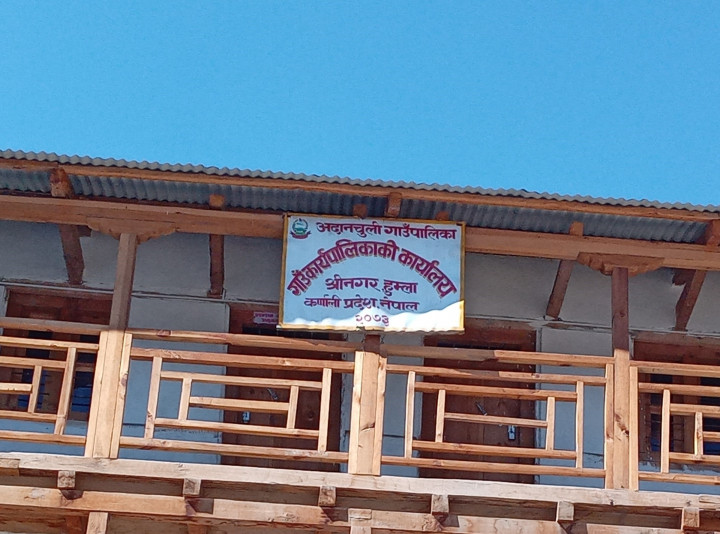 अदानचुली गाउँपालिका
गाउँकार्यपालिकाको कार्यालय
श्रीनगर हुम्ला
कर्णाली प्रदेश, नेपाल
२०७३